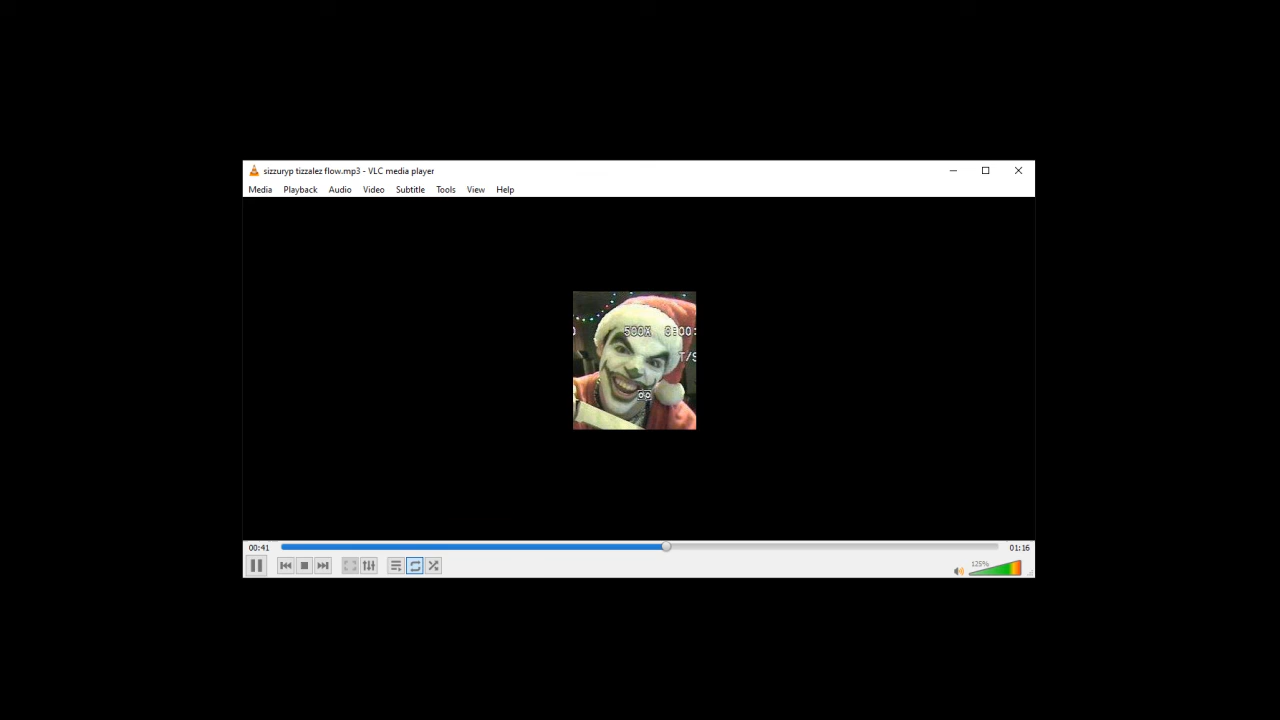 sizzuryp tizzalez flow.mp3 - VLC media player
Media Playback Audio Video Subtitle Tools View Help
500X
T/S
00:41
01:16
125%